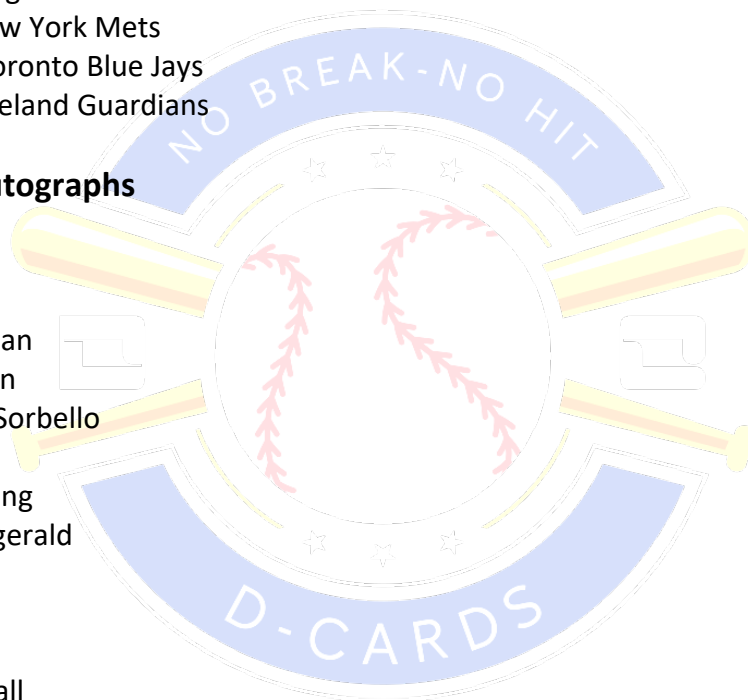 w York Mets
oronto Blue Jays
eland Guardians
NO BREAK-NO HIT
utographs
an
n
Sorbello
ng
gerald
D-CARDS
all